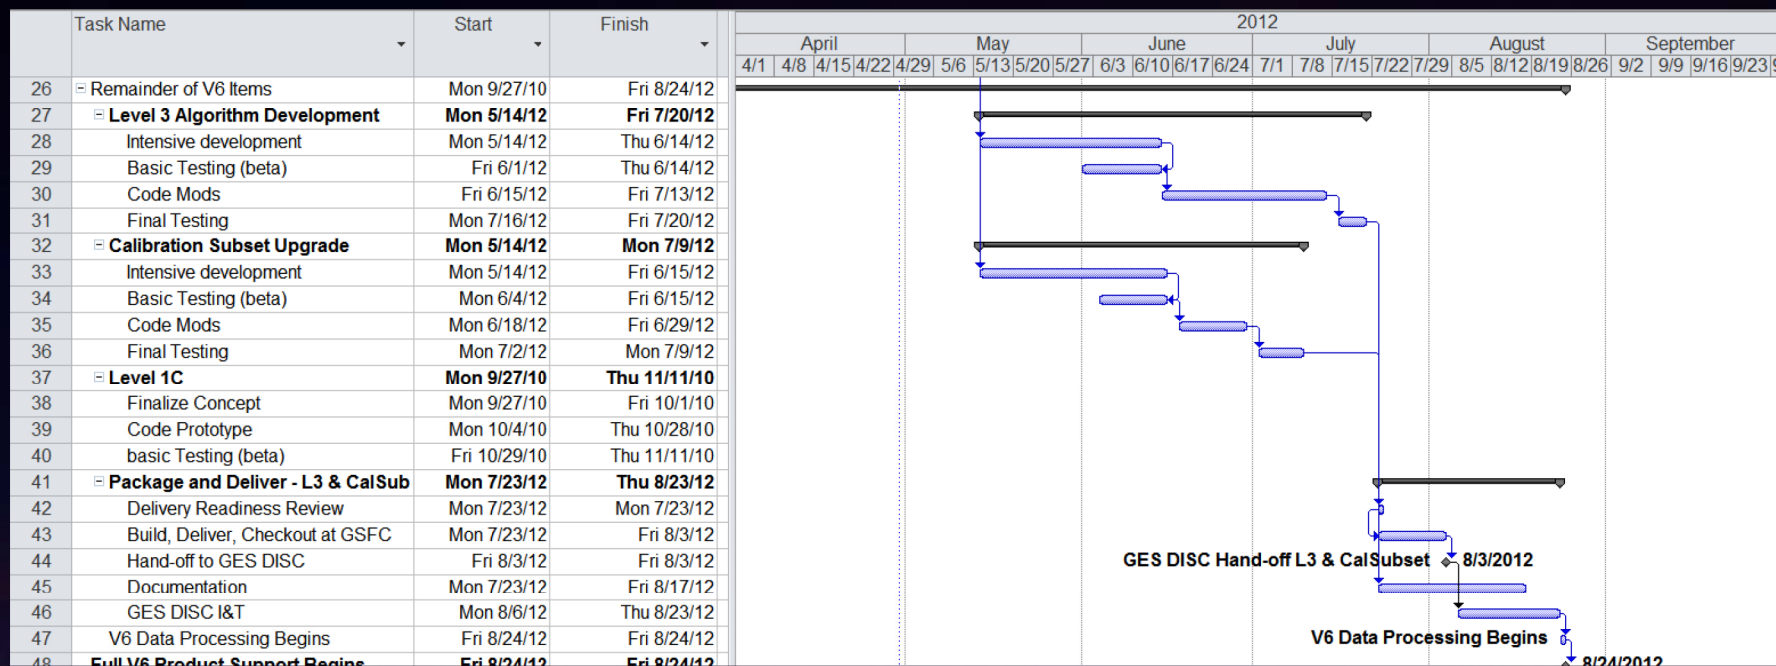 Task Name Start Finish 2012
April May June July August September
4/1 4/8 4/15 4/22 4/29 5/6 5/13 5/20 5/27 6/3 6/10 6/17 6/24 7/1 7/8 7/15 7/22 7/29 8/5 8/12 8/19 8/26 9/2 9/9 9/16 9/23
26 Remainder of V6 Items Mon 9/27/10 Fri 8/24/12
27 Level 3 Algorithm Development Mon 5/14/12 Fri 7/20/12
28 Intensive development Mon 5/14/12 Thu 6/14/12
29 Basic Testing (beta) Fri 6/1/12 Thu 6/14/12
30 Code Mods Fri 6/15/12 Fri 7/13/12
31 Final Testing Mon 7/16/12 Fri 7/20/12
32 Calibration Subset Upgrade Mon 5/14/12 Mon 7/9/12
33 Intensive development Mon 5/14/12 Fri 6/15/12
34 Basic Testing (beta) Mon 6/4/12 Fri 6/15/12
35 Code Mods Mon 6/18/12 Fri 6/29/12
36 Final Testing Mon 7/2/12 Mon 7/9/12
37 Level 1C Mon 9/27/10 Thu 11/11/10
38 Finalize Concept Mon 9/27/10 Fri 10/1/10
39 Code Prototype Mon 10/4/10 Thu 10/28/10
40 basic Testing (beta) Fri 10/29/10 Thu 11/11/10
41 Package and Deliver - L3 & CalSub Mon 7/23/12 Thu 8/23/12
42 Delivery Readiness Review Mon 7/23/12 Mon 7/23/12
43 Build, Deliver, Checkout at GSFC Mon 7/23/12 Fri 8/3/12
44 Hand-off to GES DISC Fri 8/3/12 Fri 8/3/12 GES DISC Hand-off L3 & CalSubset 8/3/2012
45 Documentation Mon 7/23/12 Fri 8/17/12
46 GES DISC I&T Mon 8/6/12 Thu 8/23/12
47 V6 Data Processing Begins Fri 8/24/12 Fri 8/24/12 V6 Data Processing Begins
48 Full V6 Product Support Begins Fri 8/24/12 Fri 8/24/12 8/24/2012